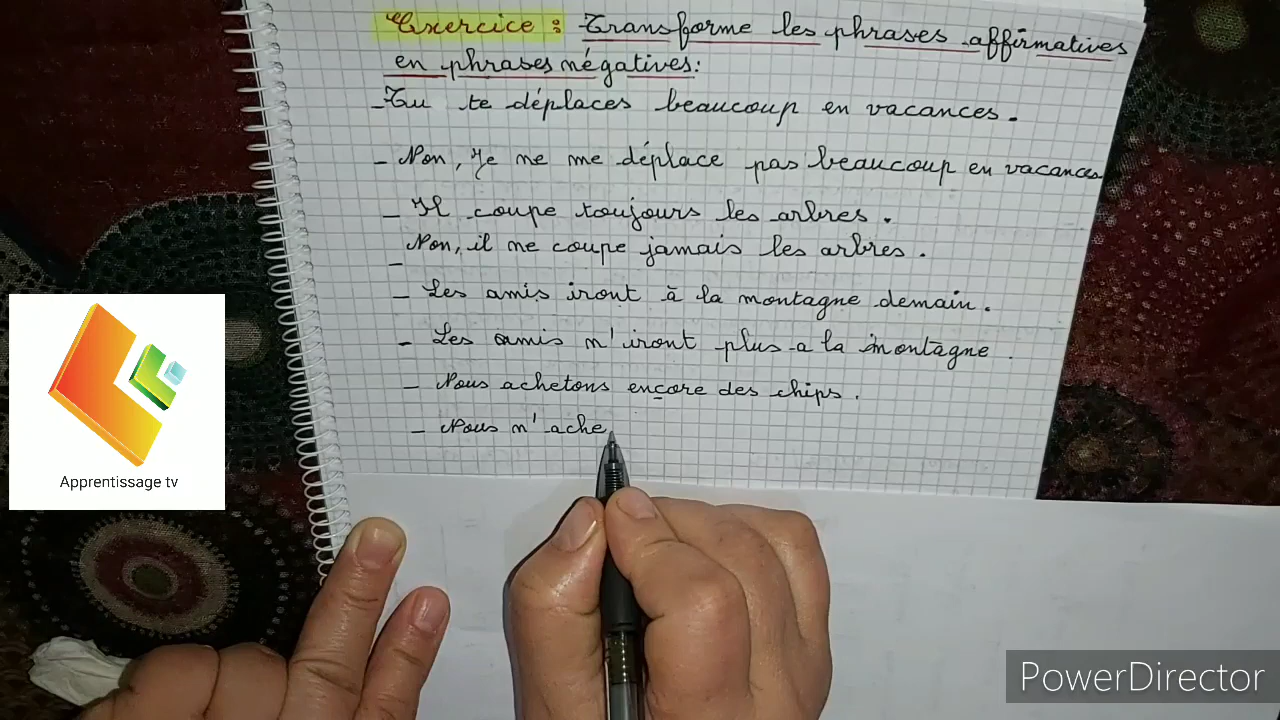 Exercice : Transforme les phrases affirmatives
en phrases négatives :
- Tu te déplaces beaucoup en vacances.
- Non, Je ne me déplace pas beaucoup en vacances
- Il coupe toujours les arbres.
- Non, il ne coupe jamais les arbres.
- Les amis iront à la montagne demain.
- Les amis n'iront plus a la montagne.
- Nous achetons encore des chips.
- Nous n'ache
Apprentissage tv
PowerDirector